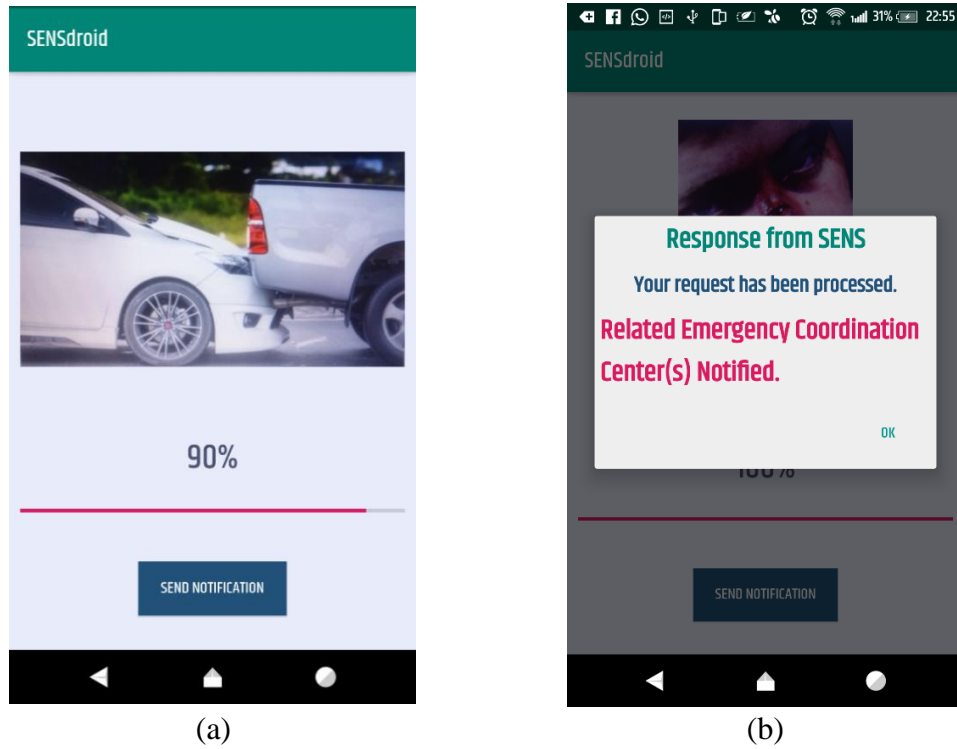 SENSdroid
90%
SEND NOTIFICATION
(a)
31% 22:55
SENSdroid
Response from SENS
Your request has been processed.
Related Emergency Coordination
Center(s) Notified.
OK
100%
SEND NOTIFICATION
(b)